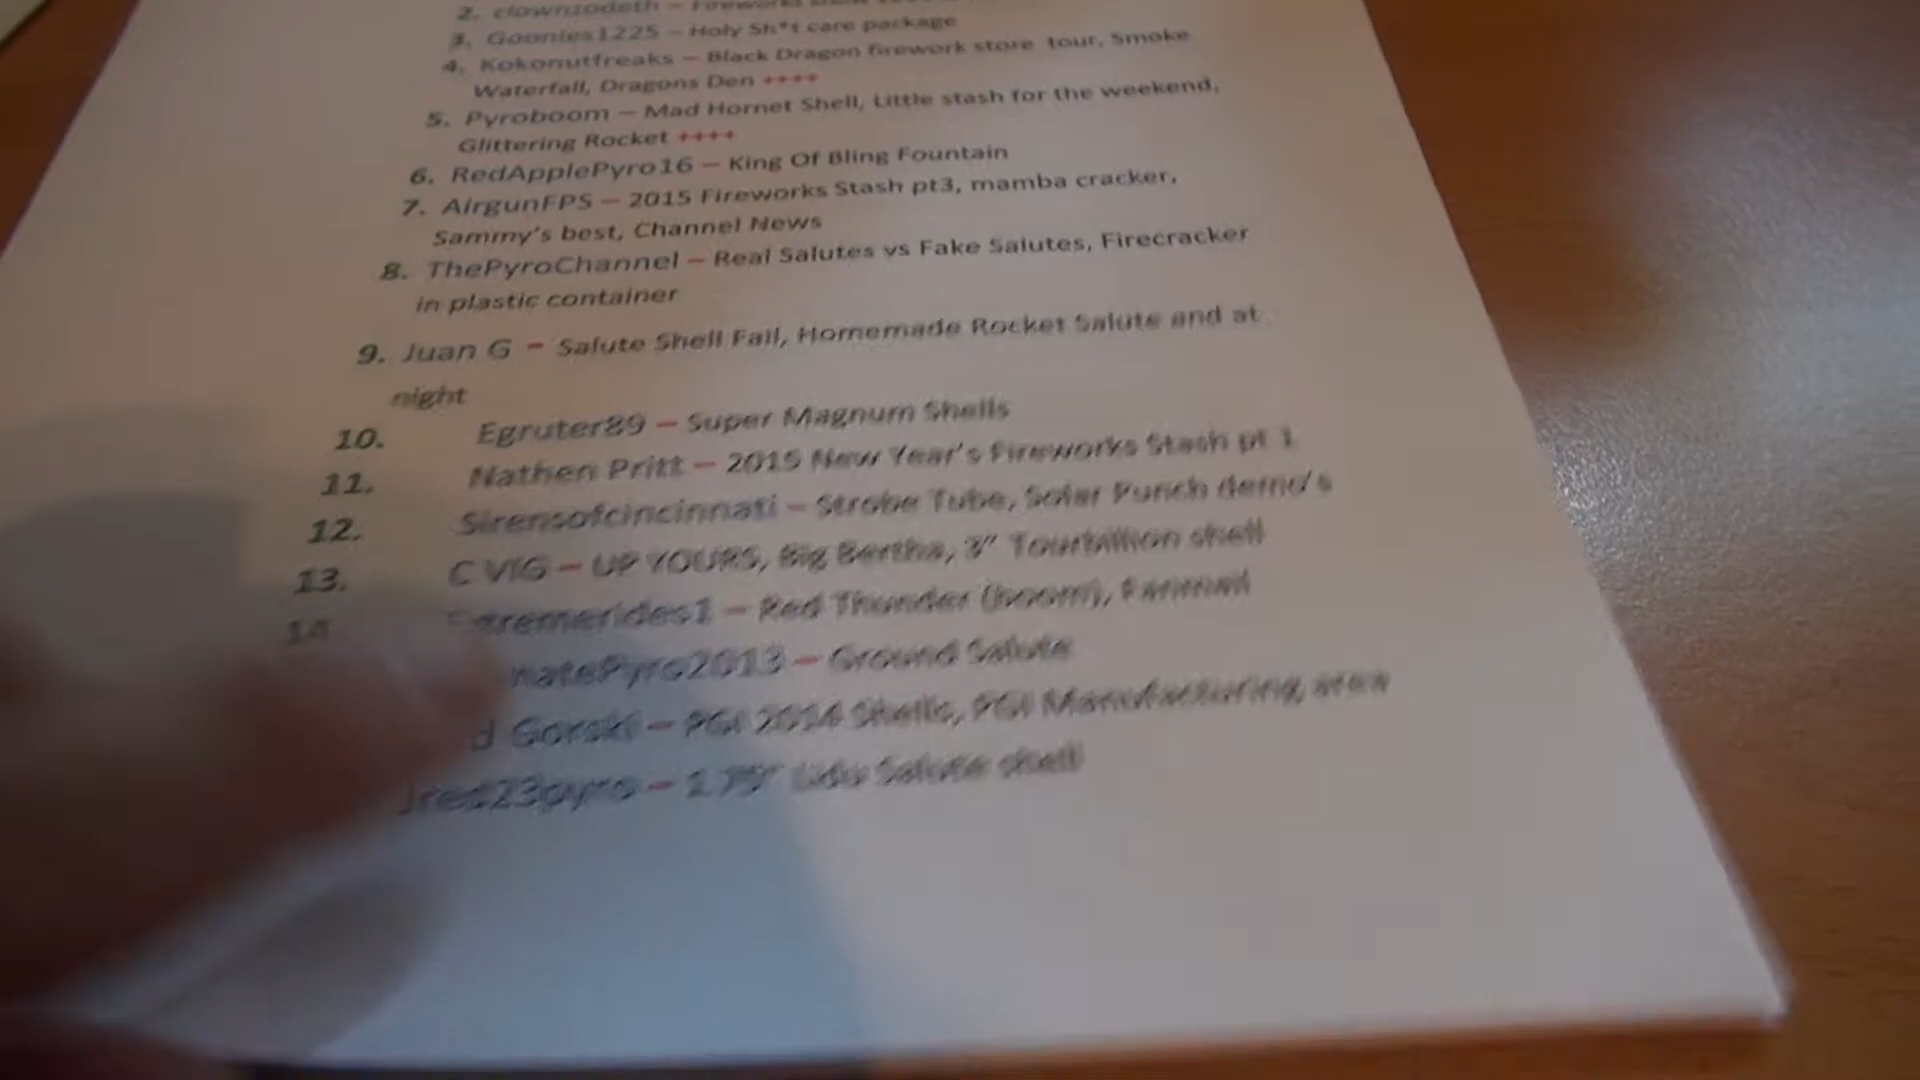 2. clownzodeth – Fireworks
3. Goonies1225 – Holy Sh*t care package
4. Kokonutfreaks – Black Dragon firework store tour, Smoke
Waterfall, Dragons Den ++++
5. Pyroboom – Mad Hornet Shell, Little stash for the weekend,
Glittering Rocket ++++
6. RedApplePyro16 – King Of Bling Fountain
7. AirgunFPS – 2015 Fireworks Stash pt3, mamba cracker,
Sammy's best, Channel News
8. ThePyroChannel – Real Salutes vs Fake Salutes, Firecracker
in plastic container
9. Juan G – Salute Shell Fail, Homemade Rocket Salute and at
night
10. Egruter89 – Super Magnum Shells
11. Nathen Pritt – 2015 New Year's Fireworks Stash pt 1
12. Sirensofcincinnati – Strobe Tube, Solar Punch demo's
13. C VIG – UP YOURS, Big Bertha, 3" Tourbillion shell
14. tremerides1 – Red Thunder (boom),
natePyro2013 – Ground Salute
d Gorski – PGI 2014 Shells, PGI Manufacturing,
Jred23pyro – 1.75" Salute shell